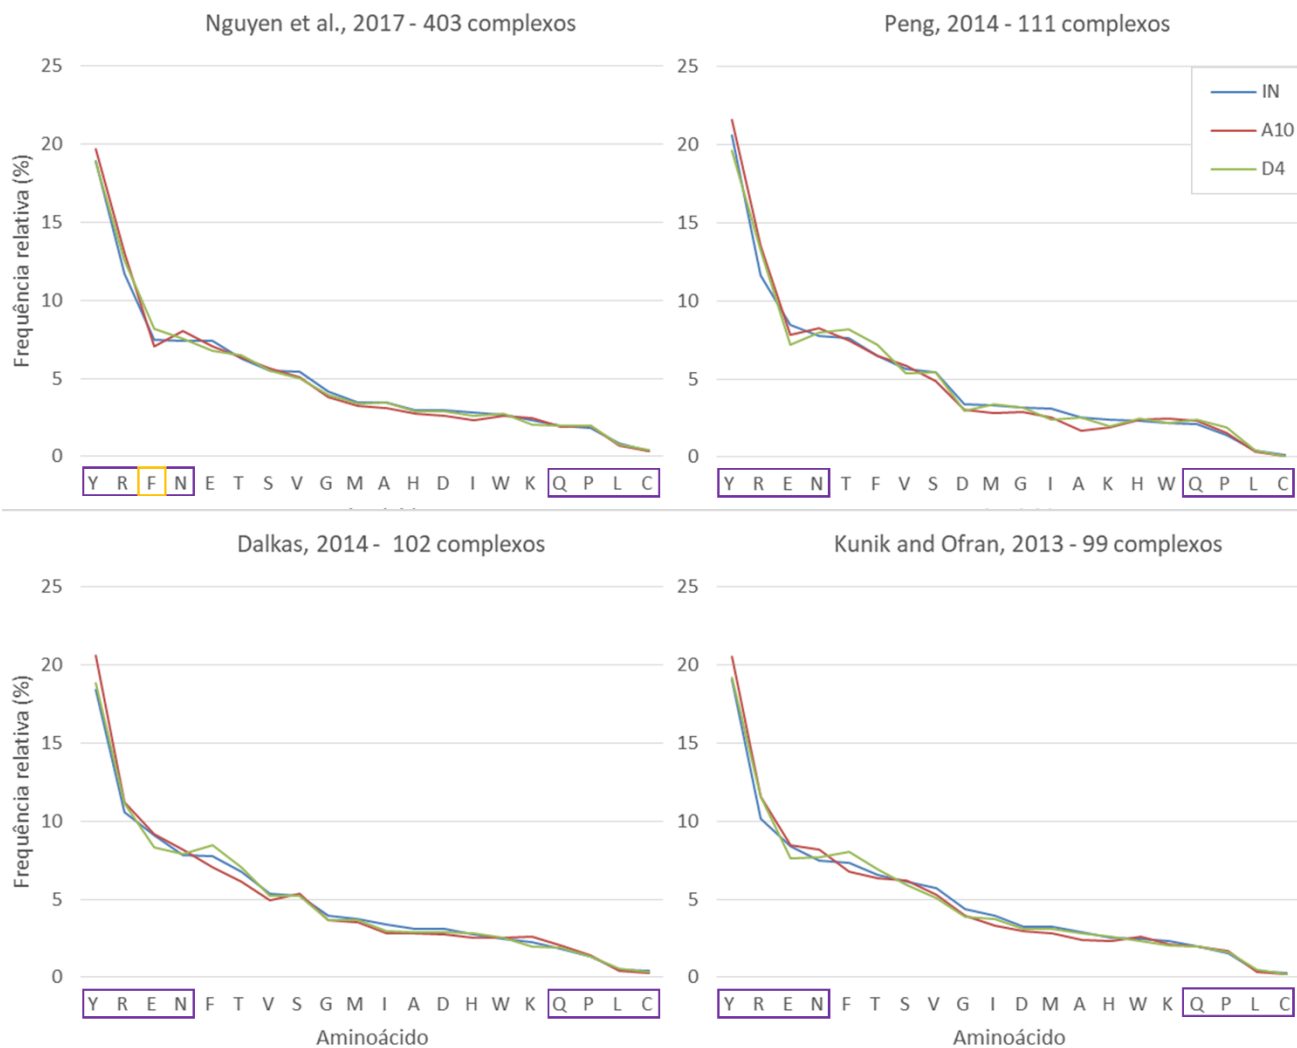 Nguyen et al., 2017 - 403 complexos
Frequência relativa (%)
25
20
15
10
5
0
Y R F N E T S V G M A H D I W K Q P L C
Peng, 2014 - 111 complexos
25
20
15
10
5
0
IN
A10
D4
Y R E N T F V S D M G I A K H W Q P L C
Dalkas, 2014 - 102 complexos
Frequência relativa (%)
25
20
15
10
5
0
Y R E N F T V S G M I A D H W K Q P L C
Aminoácido
Kunik and Ofran, 2013 - 99 complexos
25
20
15
10
5
0
Y R E N F T S V G I D M A H W K Q P L C
Aminoácido